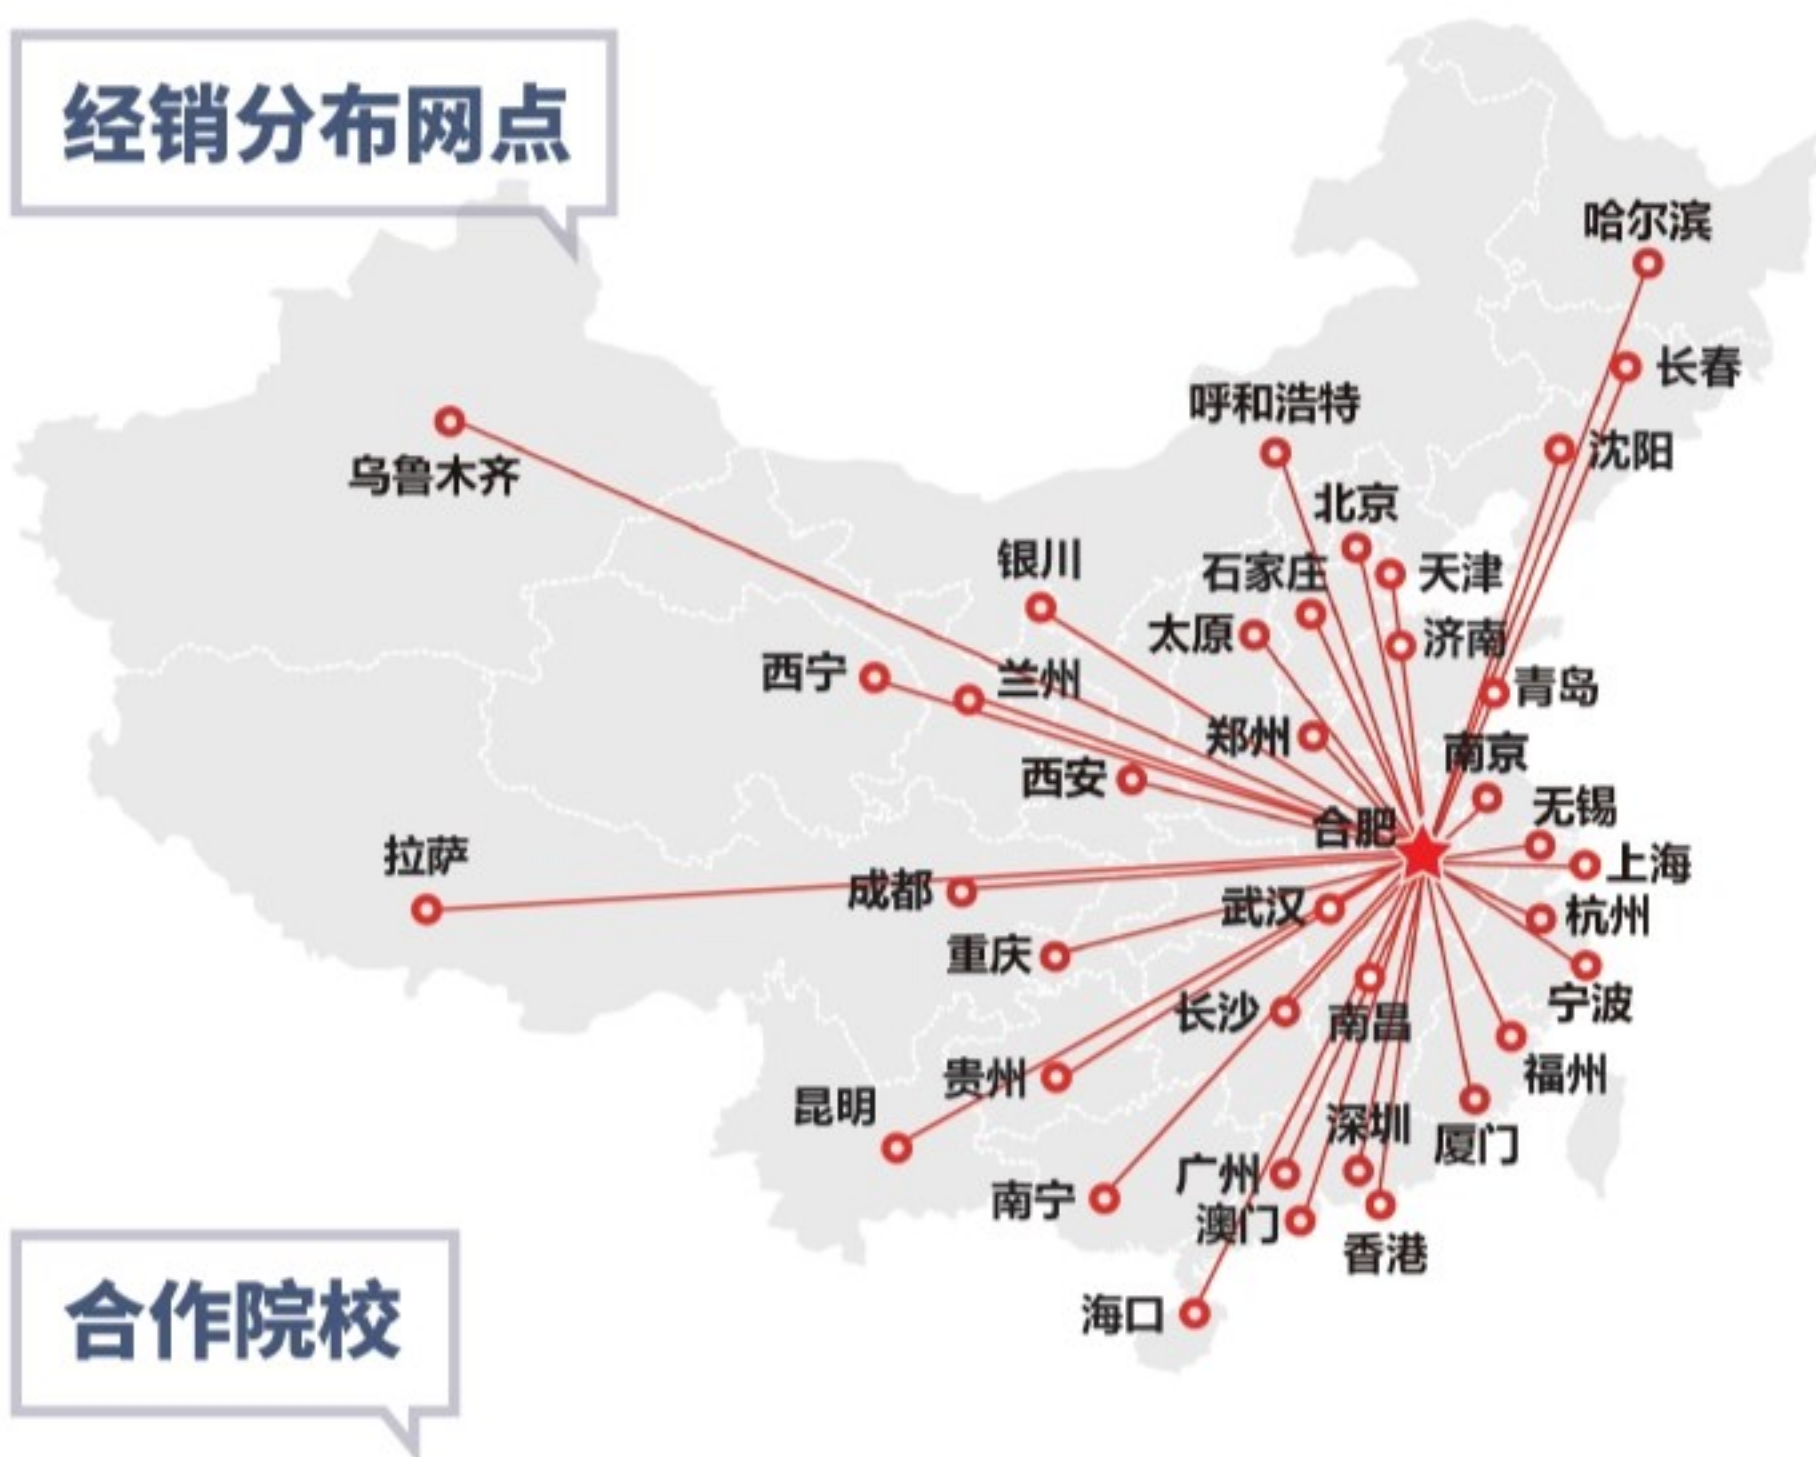 经销分布网点
哈尔滨
长春
呼和浩特
沈阳
乌鲁木齐
北京
银川
石家庄
天津
太原
济南
西宁
兰州
青岛
郑州
南京
西安
无锡
合肥
拉萨
上海
成都
武汉
杭州
重庆
宁波
长沙
南昌
福州
贵州
昆明
深圳
厦门
广州
南宁
澳门
香港
海口
合作院校